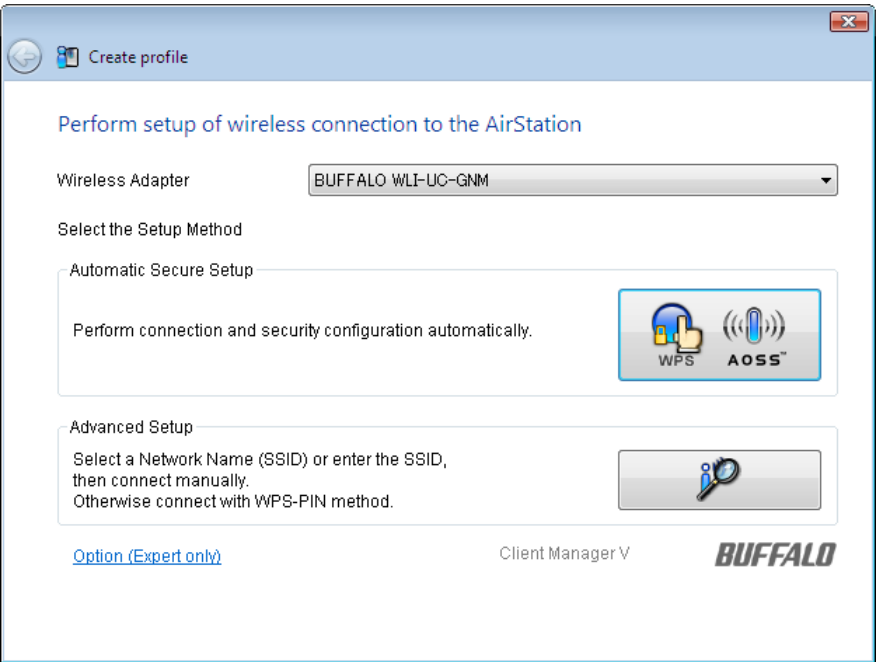 Create profile
Perform setup of wireless connection to the AirStation
Wireless Adapter
BUFFALO WLI-UC-GNM
Select the Setup Method
Automatic Secure Setup
Perform connection and security configuration automatically.
WPS
AOSS™
Advanced Setup
Select a Network Name (SSID) or enter the SSID,
then connect manually.
Otherwise connect with WPS-PIN method.
Option (Expert only)
Client Manager V
BUFFALO